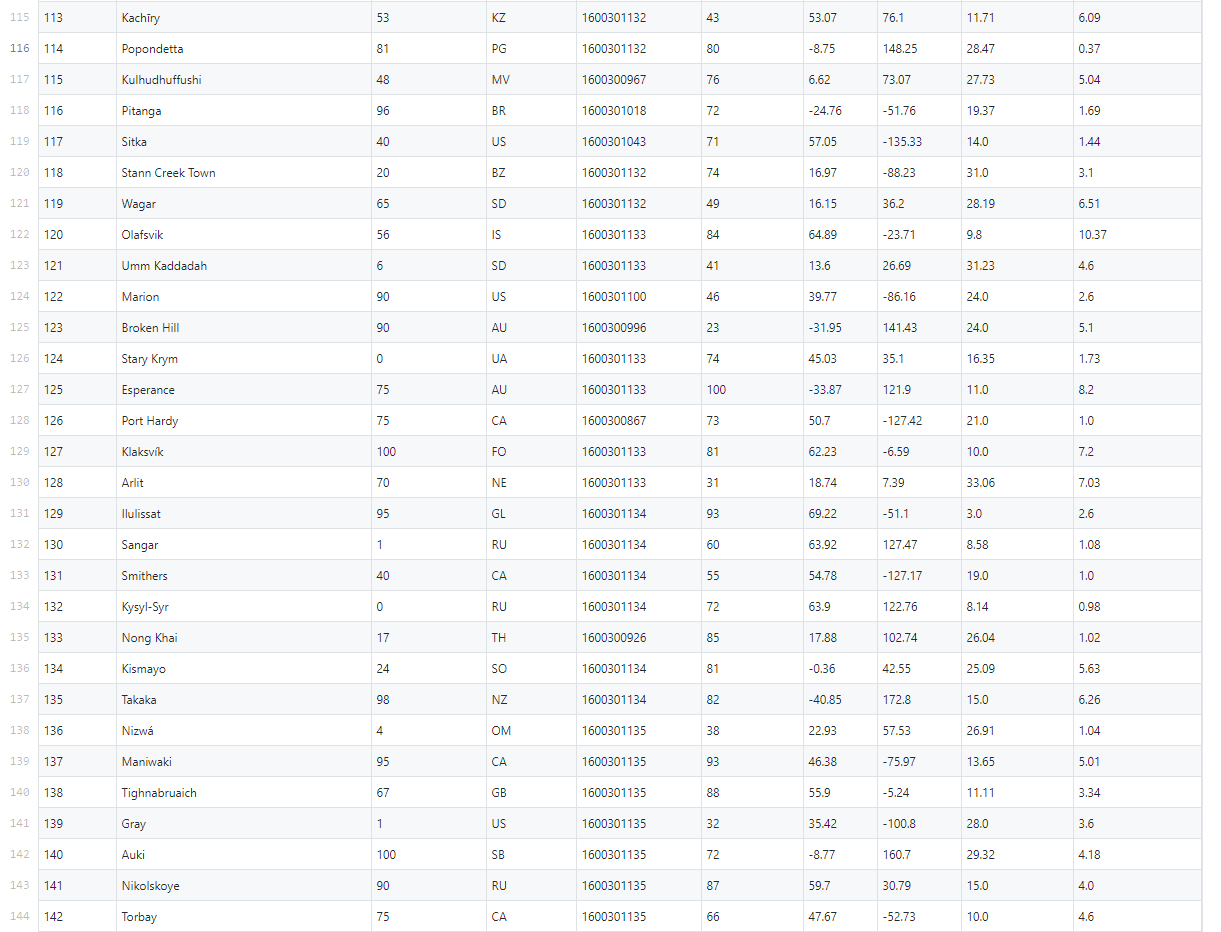 115 113 Kachīry 53 KZ 1600301132 43 53.07 76.1 11.71 6.09
116 114 Popondetta 81 PG 1600301132 80 -8.75 148.25 28.47 0.37
117 115 Kulhudhuffushi 48 MV 1600300967 76 6.62 73.07 27.73 5.04
118 116 Pitanga 96 BR 1600301018 72 -24.76 -51.76 19.37 1.69
119 117 Sitka 40 US 1600301043 71 57.05 -135.33 14.0 1.44
120 118 Stann Creek Town 20 BZ 1600301132 74 16.97 -88.23 31.0 3.1
121 119 Wagar 65 SD 1600301132 49 16.15 36.2 28.19 6.51
122 120 Olafsvik 56 IS 1600301133 84 64.89 -23.71 9.8 10.37
123 121 Umm Kaddadah 6 SD 1600301133 41 13.6 26.69 31.23 4.6
124 122 Marion 90 US 1600301100 46 39.77 -86.16 24.0 2.6
125 123 Broken Hill 90 AU 1600300996 23 -31.95 141.43 24.0 5.1
126 124 Stary Krym 0 UA 1600301133 74 45.03 35.1 16.35 1.73
127 125 Esperance 75 AU 1600301133 100 -33.87 121.9 11.0 8.2
128 126 Port Hardy 75 CA 1600300867 73 50.7 -127.42 21.0 1.0
129 127 Klaksvík 100 FO 1600301133 81 62.23 -6.59 10.0 7.2
130 128 Arlit 70 NE 1600301133 31 18.74 7.39 33.06 7.03
131 129 Ilulissat 95 GL 1600301134 93 69.22 -51.1 3.0 2.6
132 130 Sangar 1 RU 1600301134 60 63.92 127.47 8.58 1.08
133 131 Smithers 40 CA 1600301134 55 54.78 -127.17 19.0 1.0
134 132 Kysyl-Syr 0 RU 1600301134 72 63.9 122.76 8.14 0.98
135 133 Nong Khai 17 TH 1600300926 85 17.88 102.74 26.04 1.02
136 134 Kismayo 24 SO 1600301134 81 -0.36 42.55 25.09 5.63
137 135 Takaka 98 NZ 1600301134 82 -40.85 172.8 15.0 6.26
138 136 Nizwá 4 OM 1600301135 38 22.93 57.53 26.91 1.04
139 137 Maniwaki 95 CA 1600301135 93 46.38 -75.97 13.65 5.01
140 138 Tighnabruaich 67 GB 1600301135 88 55.9 -5.24 11.11 3.34
141 139 Gray 1 US 1600301135 32 35.42 -100.8 28.0 3.6
142 140 Auki 100 SB 1600301135 72 -8.77 160.7 29.32 4.18
143 141 Nikolskoye 90 RU 1600301135 87 59.7 30.79 15.0 4.0
144 142 Torbay 75 CA 1600301135 66 47.67 -52.73 10.0 4.6